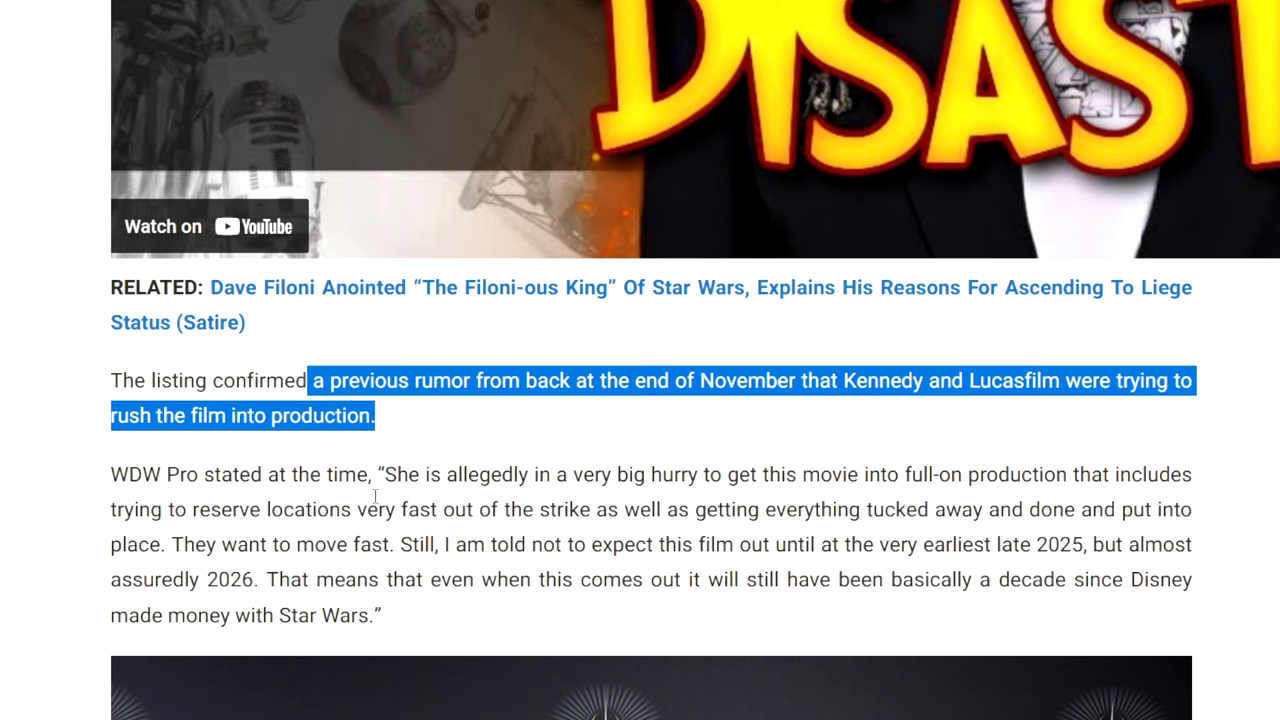 DISAST
Watch on YouTube
RELATED: Dave Filoni Anointed “The Filoni-ous King” Of Star Wars, Explains His Reasons For Ascending To Liege
Status (Satire)
The listing confirmed a previous rumor from back at the end of November that Kennedy and Lucasfilm were trying to
rush the film into production.
WDW Pro stated at the time, “She is allegedly in a very big hurry to get this movie into full-on production that includes
trying to reserve locations very fast out of the strike as well as getting everything tucked away and done and put into
place. They want to move fast. Still, I am told not to expect this film out until at the very earliest late 2025, but almost
assuredly 2026. That means that even when this comes out it will still have been basically a decade since Disney
made money with Star Wars.”